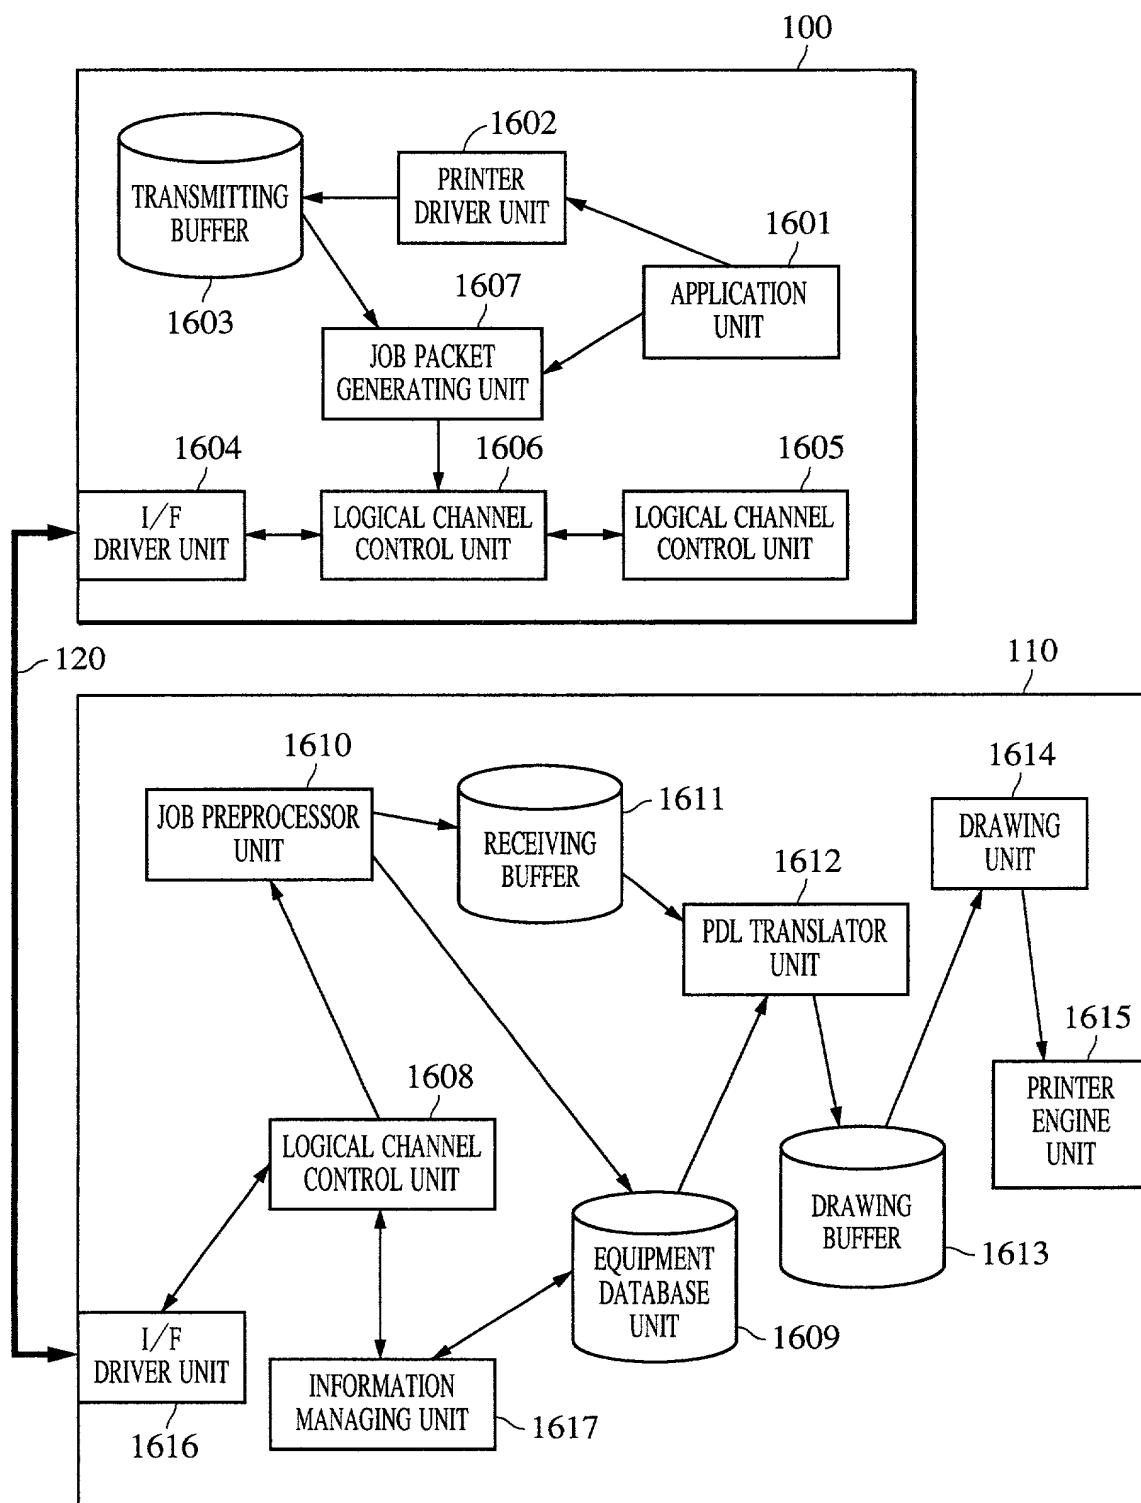 100
1602
PRINTER
DRIVER UNIT
TRANSMITTING
BUFFER
1601
APPLICATION
UNIT
1603
1607
JOB PACKET
GENERATING UNIT
1604
1606
1605
I/F
DRIVER UNIT
LOGICAL CHANNEL
CONTROL UNIT
LOGICAL CHANNEL
CONTROL UNIT
120
110
1610
JOB PREPROCESSOR
UNIT
1611
RECEIVING
BUFFER
1614
DRAWING
UNIT
1612
PDL TRANSLATOR
UNIT
1615
PRINTER
ENGINE
UNIT
1608
LOGICAL CHANNEL
CONTROL UNIT
DRAWING
BUFFER
1613
EQUIPMENT
DATABASE
UNIT
1609
I/F
DRIVER UNIT
1616
INFORMATION
MANAGING UNIT
1617